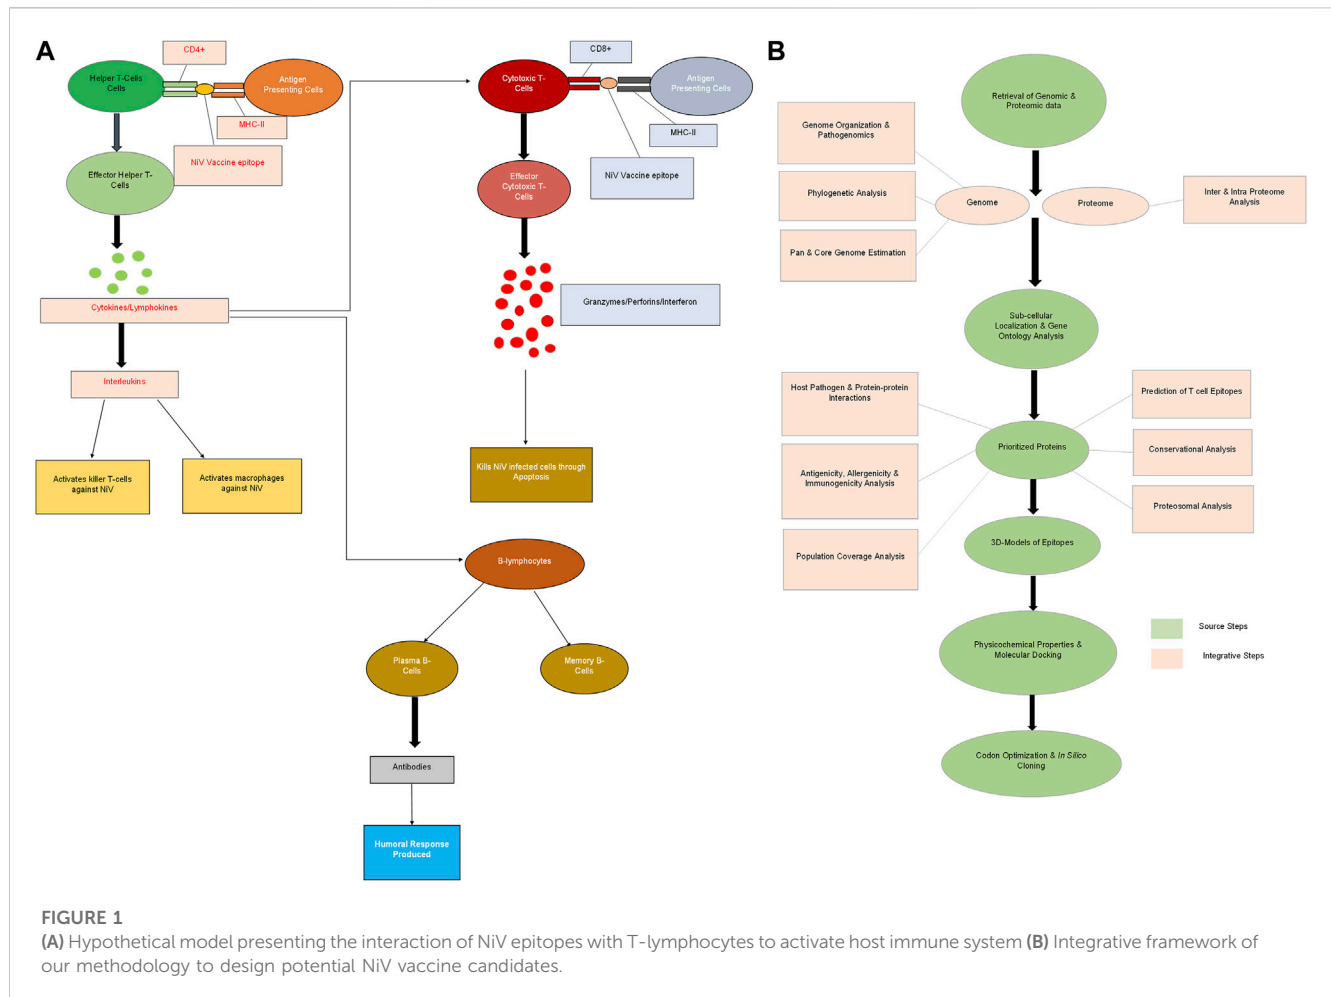 A
CD4+
Helper T-Cells
Cells
Antigen
Presenting Cells
MHC-II
NiV Vaccine epitope
Effector Helper T-
Cells
Cytokines/Lymphokines
Interleukins
Activates killer T-cells
against NiV
Activates macrophages
against NiV
CD8+
Cytotoxic T-
Cells
Antigen
Presenting Cells
MHC-II
NiV Vaccine epitope
Effector
Cytotoxic T-
Cells
Granzymes/Perforins/Interferon
Kills NiV infected cells through
Apoptosis
B-lymphocytes
Plasma B-
Cells
Memory B-
Cells
Antibodies
Humoral Response
Produced
B
Retrieval of Genomic &
Proteomic data
Genome Organization &
Pathogenomics
Phylogenetic Analysis
Pan & Core Genome Estimation
Genome
Proteome
Inter & Intra Proteome
Analysis
Sub-cellular
Localization & Gene
Ontology Analysis
Host Pathogen & Protein-protein
Interactions
Antigenicity, Allergenicity &
Immunogenicity Analysis
Population Coverage Analysis
Prioritized Proteins
Prediction of T cell Epitopes
Conservational Analysis
Proteosomal Analysis
3D-Models of Epitopes
Physicochemical Properties &
Molecular Docking
Codon Optimization & In Silico
Cloning
Source Steps
Integrative Steps
FIGURE 1
(A) Hypothetical model presenting the interaction of NiV epitopes with T-lymphocytes to activate host immune system (B) Integrative framework of
our methodology to design potential NiV vaccine candidates.